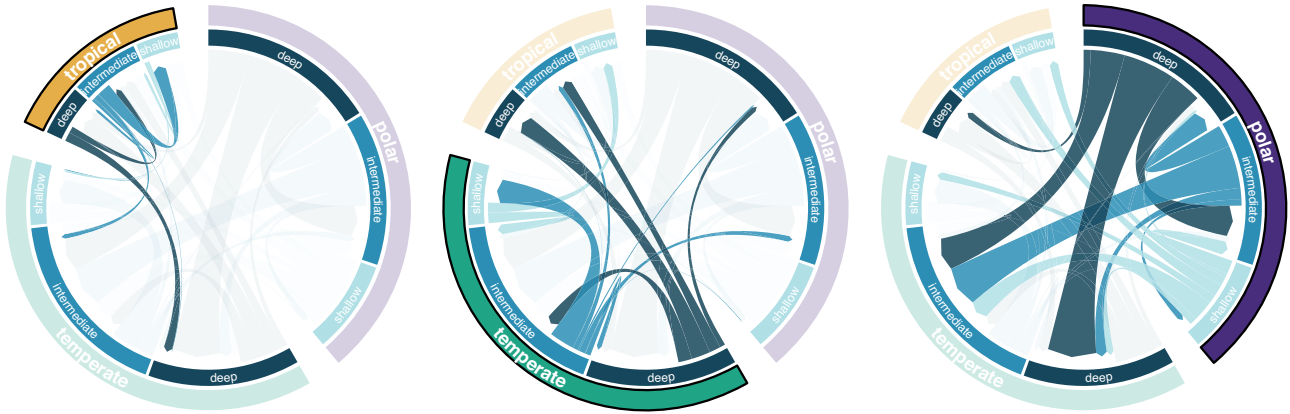 tropical
shallow
intermediate
deep
deep
polar
intermediate
shallow
shallow
intermediate
temperate
deep
tropical
shallow
intermediate
deep
deep
polar
intermediate
shallow
shallow
intermediate
temperate
deep
tropical
shallow
intermediate
deep
deep
polar
intermediate
shallow
shallow
intermediate
temperate
deep